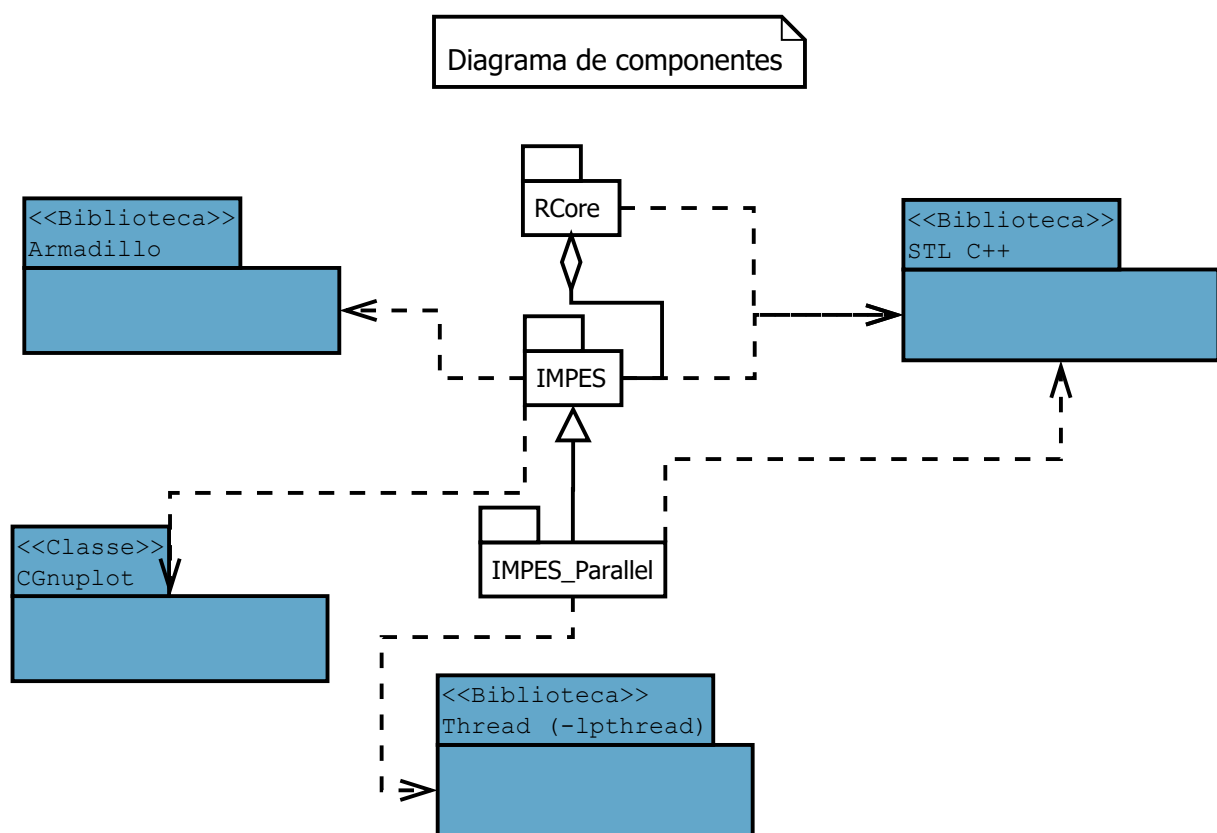 Diagrama de componentes
RCore
<<Biblioteca>>
Armadillo
<<Biblioteca>>
STL C++
IMPES
<<Classe>>
CGnuplot
IMPES_Parallel
<<Biblioteca>>
Thread (-lpthread)